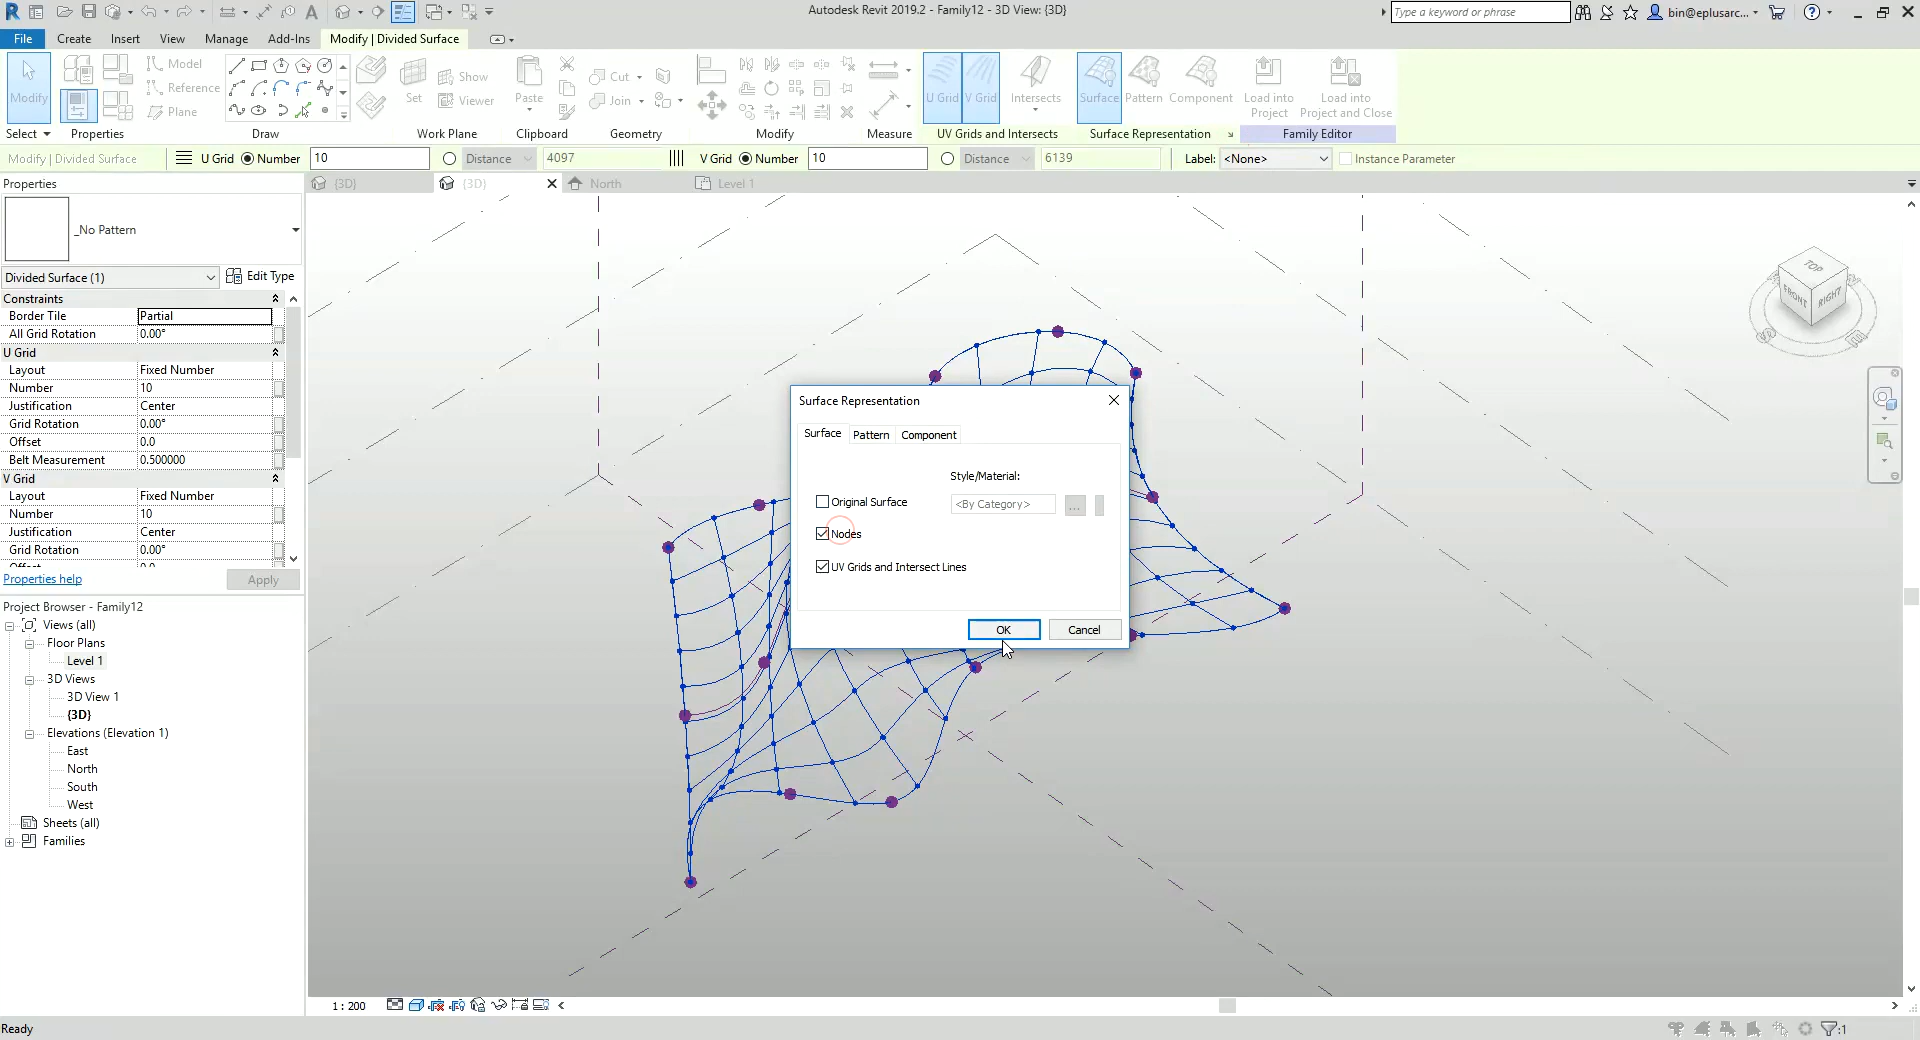 Autodesk Revit 2019.2 - Family12 - 3D View: {3D}
Type a keyword or phrase
bin@eplusarc...
File Create Insert View Manage Add-Ins Modify | Divided Surface
Modify
Model
Reference
Plane
Set
Show
Viewer
Paste
Cut
Join
U Grid
V Grid
Intersects
Surface
Pattern
Component
Load into
Project
Load into
Project and Close
Select Properties Draw Work Plane Clipboard Geometry Modify Measure UV Grids and Intersects Surface Representation Family Editor
Modify | Divided Surface U Grid Number 10 Distance 4097 V Grid Number 10 Distance 6139 Label: <None> Instance Parameter
Properties
{3D} {3D} North Level 1
_No Pattern
Divided Surface (1) Edit Type
Constraints
Border Tile Partial
All Grid Rotation 0.00°
U Grid
Layout Fixed Number
Number 10
Justification Center
Grid Rotation 0.00°
Offset 0.0
Belt Measurement 0.500000
V Grid
Layout Fixed Number
Number 10
Justification Center
Grid Rotation 0.00°
Properties help Apply
Project Browser - Family12
Views (all)
Floor Plans
Level 1
3D Views
3D View 1
{3D}
Elevations (Elevation 1)
East
North
South
West
Sheets (all)
Families
TOP
FRONT
RIGHT
Surface Representation
Surface Pattern Component
Style/Material:
Original Surface <By Category> ...
Nodes
UV Grids and Intersect Lines
OK Cancel
1 : 200
Ready
:1